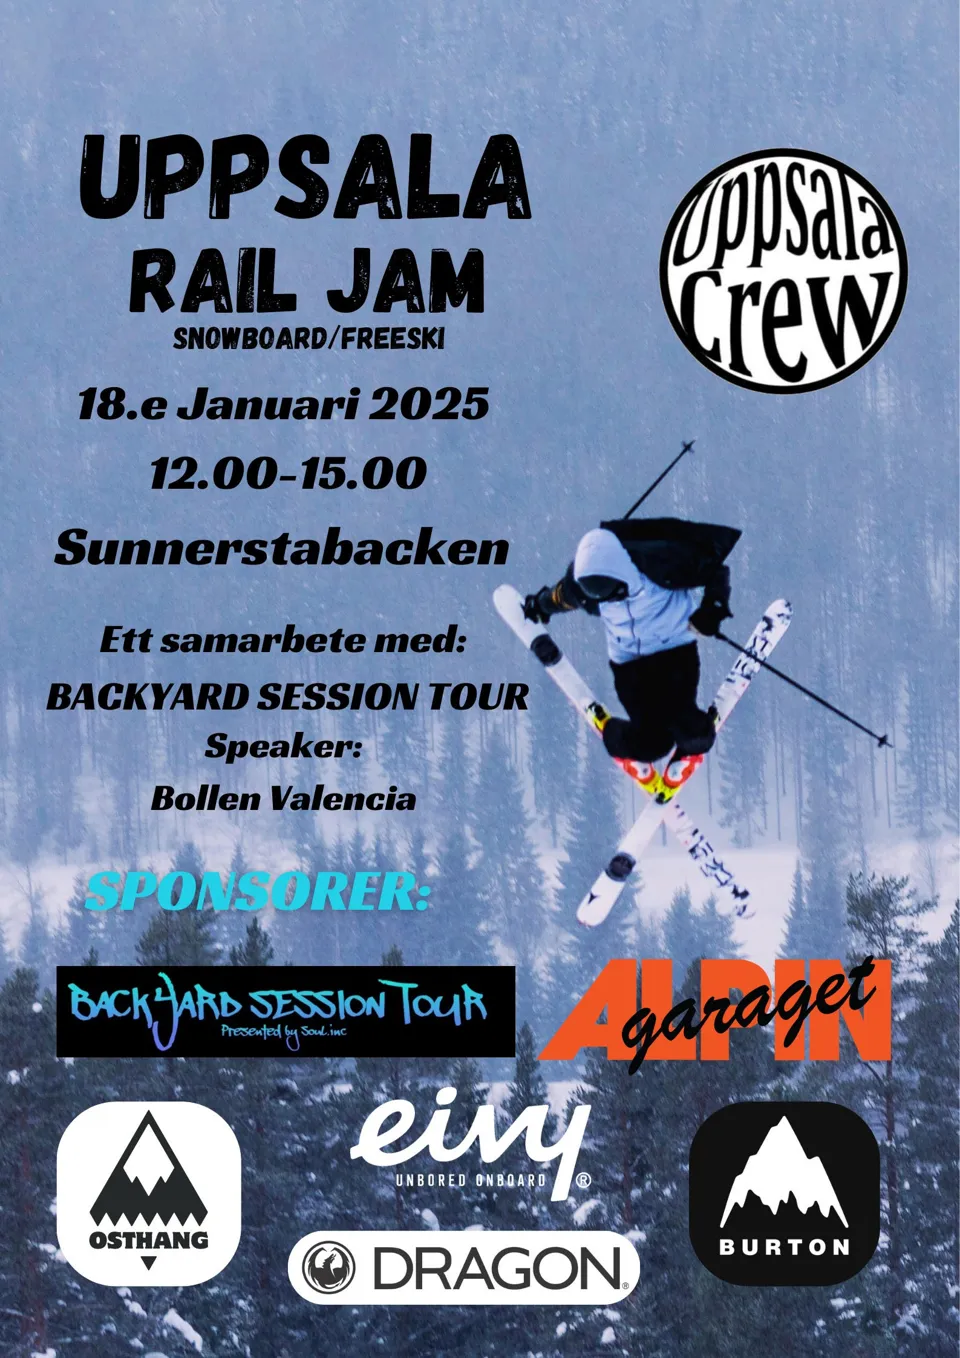 UPPSALA
RAIL JAM
SNOWBOARD/FREESKI
Uppsala
Crew
18.e Januari 2025
12.00-15.00
Sunnerstabacken
Ett samarbete med:
BACKYARD SESSION TOUR
Speaker:
Bollen Valencia
SPONSORER:
BACKYARD SESSION TOUR
Presented by Soul.inc
ALPIN
garaget
eivy
UNBORED ONBOARD ®
OSTHANG
BURTON
DRAGON®